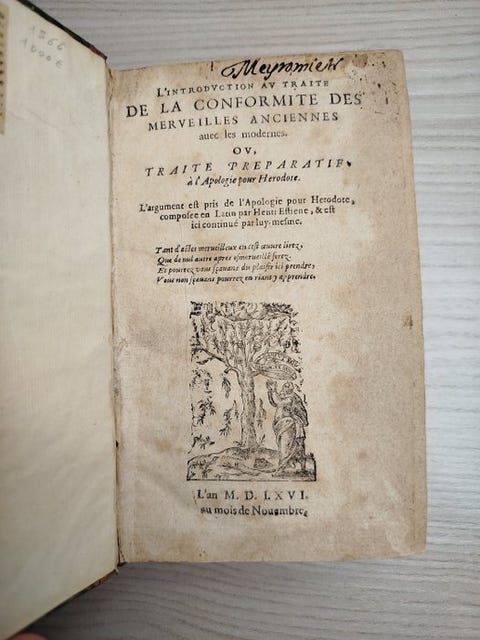 1566
1000€
Meyromier
L'INTRODVCTION AV TRAITE
DE LA CONFORMITE DES
MERVEILLES ANCIENNES
auec les modernes.
OV,
TRAITE PREPARATIF,
à l'Apologie pour Herodote.
L'argument est pris de l'Apologie pour Herodote,
composee en Latin par Henri Estiene, & est
ici continué par luy-mesme.
Tant d'actes merueilleux en cest œuure lirez,
Que de nul autre apres esmerueillé serez.
Et pourrez vous sçauans du plaisir ici prendre,
Vous non sçauans pourrez en riant y apprendre.
L'an M. D. LXVI.
au mois de Nouembre.